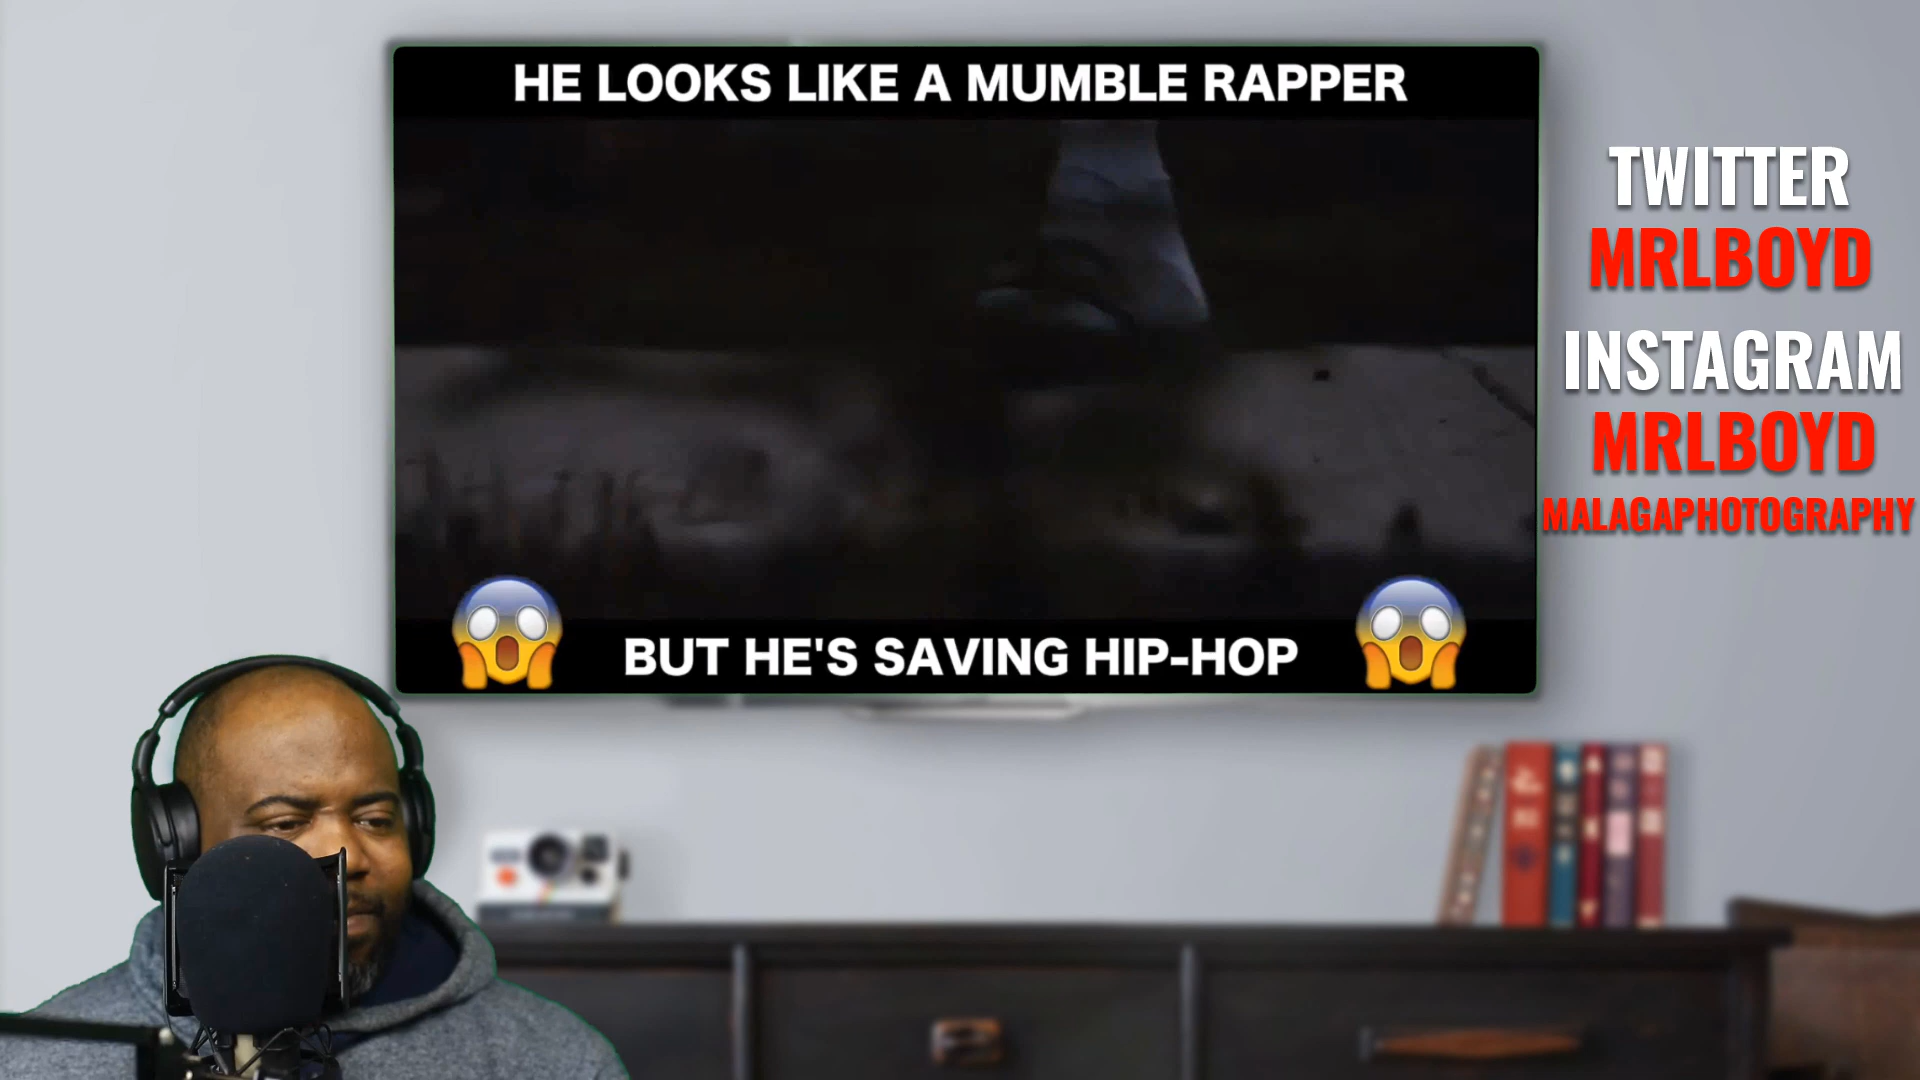 HE LOOKS LIKE A MUMBLE RAPPER
BUT HE'S SAVING HIP-HOP
TWITTER
MRLBOYD
INSTAGRAM
MRLBOYD
MALAGAPHOTOGRAPHY